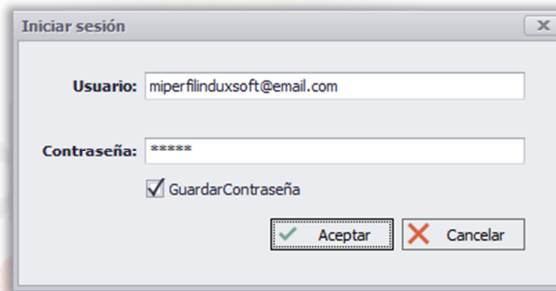 Iniciar sesión
Usuario: miperfilinduxsoft@email.com
Contraseña: *****
GuardarContraseña
Aceptar Cancelar